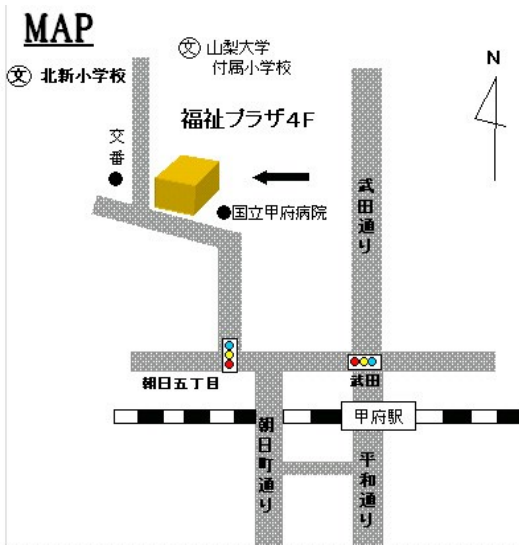 MAP
文 山梨大学
付属小学校
文 北新小学校
N
福祉プラザ4F
交番
国立甲府病院
武田通り
朝日五丁目
武田
甲府駅
朝日町通り
平和通り